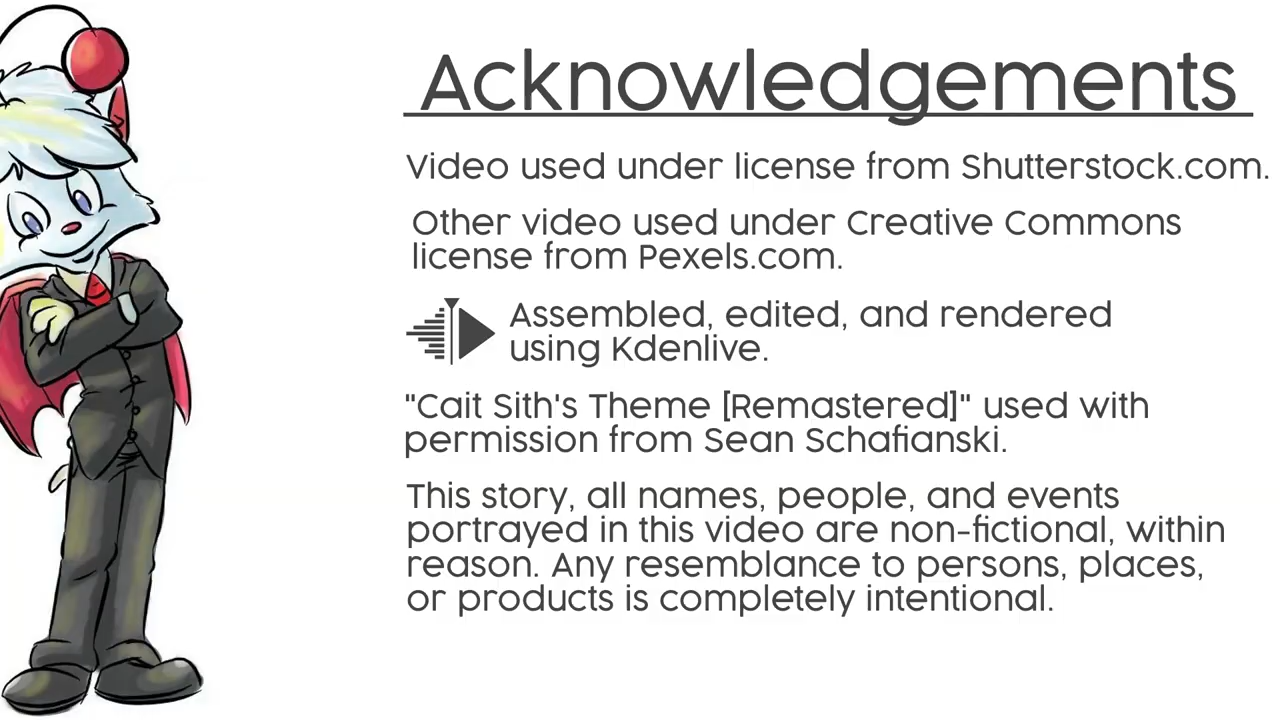 Acknowledgements
Video used under license from Shutterstock.com.
Other video used under Creative Commons
license from Pexels.com.
Assembled, edited, and rendered
using Kdenlive.
"Cait Sith's Theme [Remastered]" used with
permission from Sean Schafianski.
This story, all names, people, and events
portrayed in this video are non-fictional, within
reason. Any resemblance to persons, places,
or products is completely intentional.